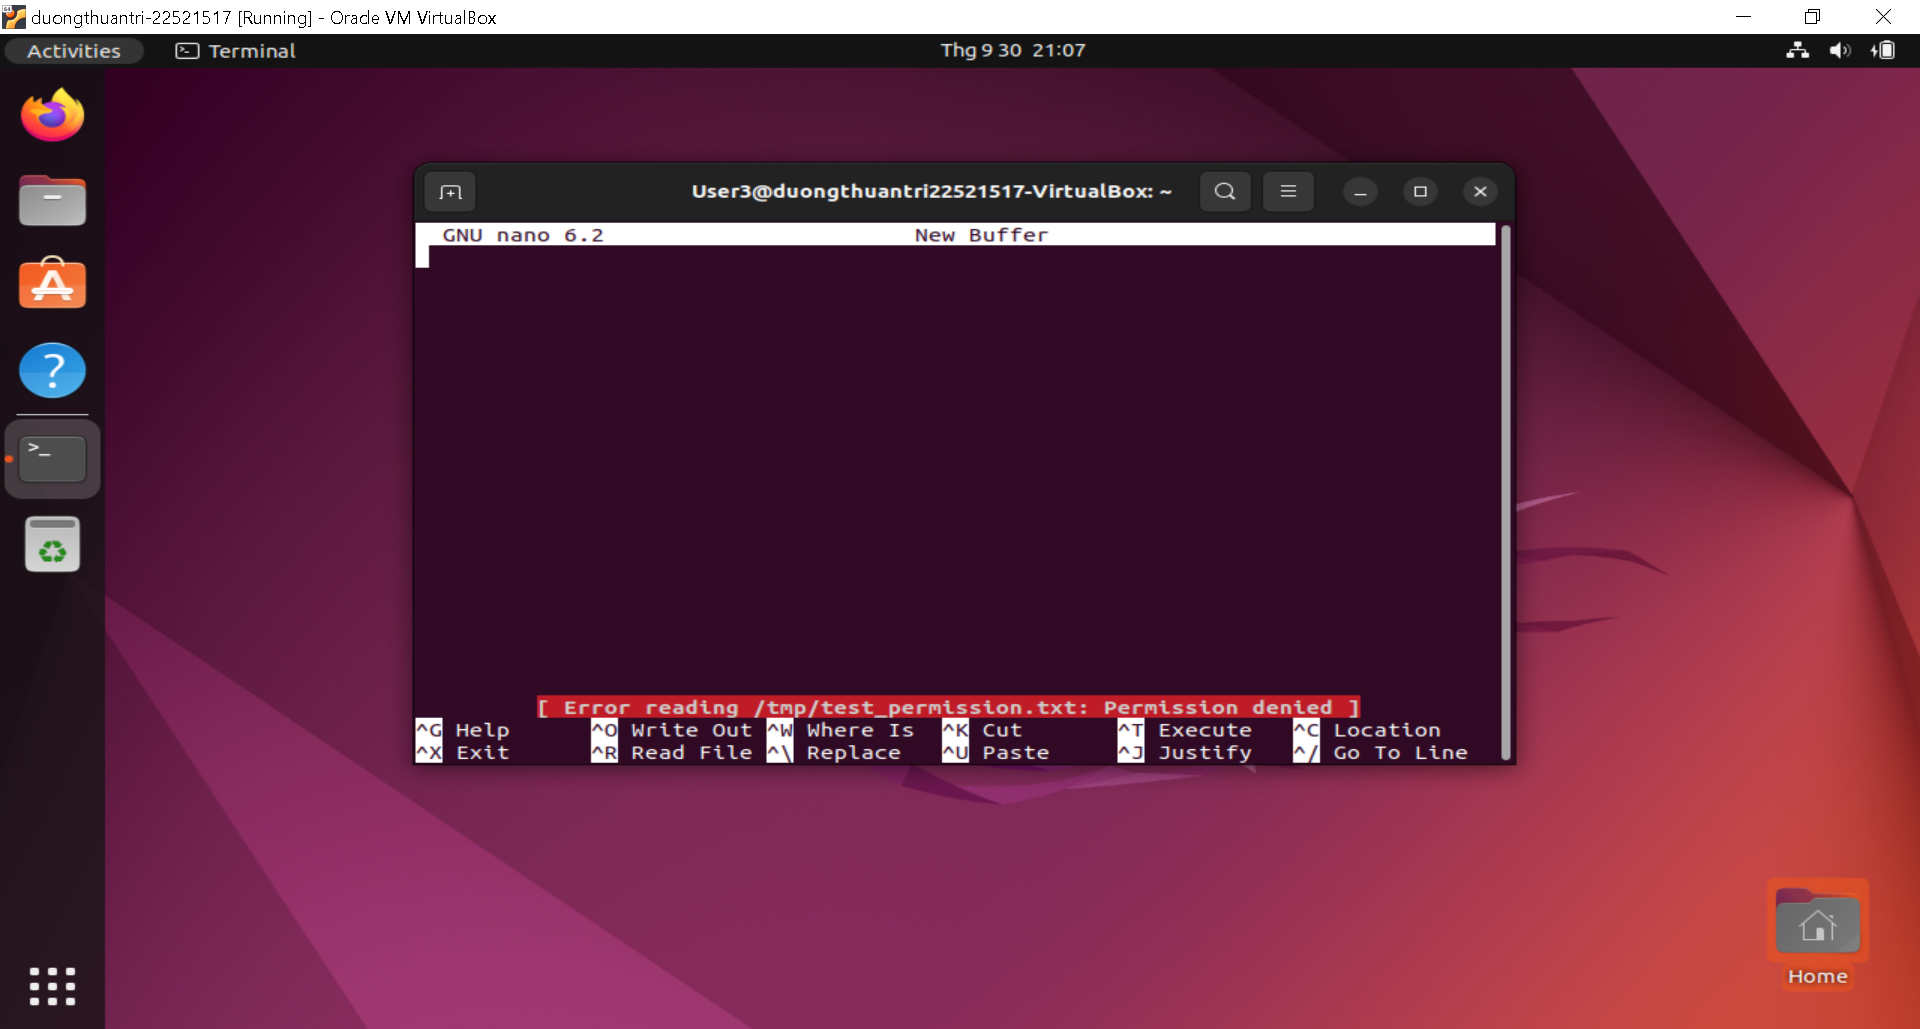 duongthuantri-22521517 [Running] - Oracle VM VirtualBox
Activities
Terminal
Thg 9 30 21:07
User3@duongthuantri22521517-VirtualBox: ~
GNU nano 6.2 New Buffer
[ Error reading /tmp/test_permission.txt: Permission denied ]
^G Help ^O Write Out ^W Where Is ^K Cut ^T Execute ^C Location
^X Exit ^R Read File ^\ Replace ^U Paste ^J Justify ^/ Go To Line
Home